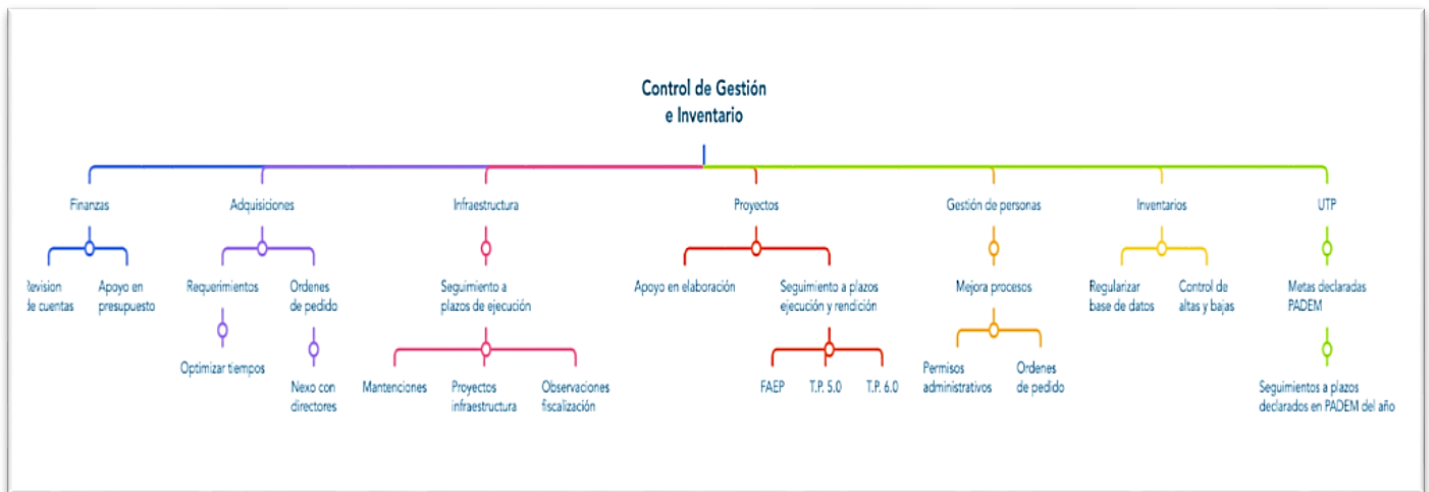 Control de Gestión
e Inventario
Finanzas
Adquisiciones
Infraestructura
Proyectos
Gestión de personas
Inventarios
UTP
de cuentas
Apoyo en
presupuesto
Requerimientos
Ordenes
de pedido
Seguimiento a
plazos de ejecución
Apoyo en elaboración
Seguimiento a plazos
ejecución y rendición
Mejora procesos
Regularizar
base de datos
Control de
altas y bajas
Metas declaradas
PADEM
Optimizar tiempos
Nexo con
directores
Mantenciones
Proyectos
infraestructura
Observaciones
fiscalización
FAEP
T.P. 5.0
T.P. 6.0
Permisos
administrativos
Ordenes
de pedido
Seguimientos a plazos
declarados en PADEM del año